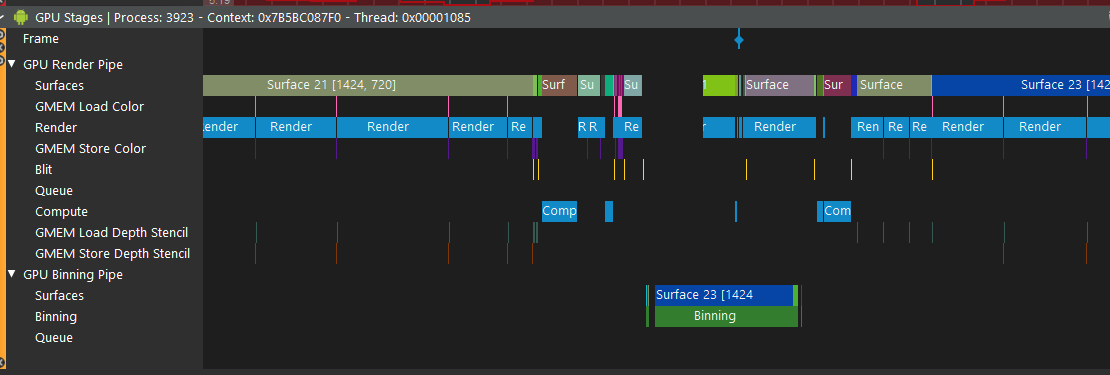 5.19
GPU Stages | Process: 3923 - Context: 0x7B5BC087F0 - Thread: 0x00001085
Frame
GPU Render Pipe
Surfaces Surface 21 [1424, 720] Surf Su Su Surface Sur Surface Surface 23 [142
GMEM Load Color
Render Render Render Render Render Re R R Re Render Ren Re Re Render Render
GMEM Store Color
Blit
Queue
Compute Comp Com
GMEM Load Depth Stencil
GMEM Store Depth Stencil
GPU Binning Pipe
Surfaces Surface 23 [1424
Binning Binning
Queue